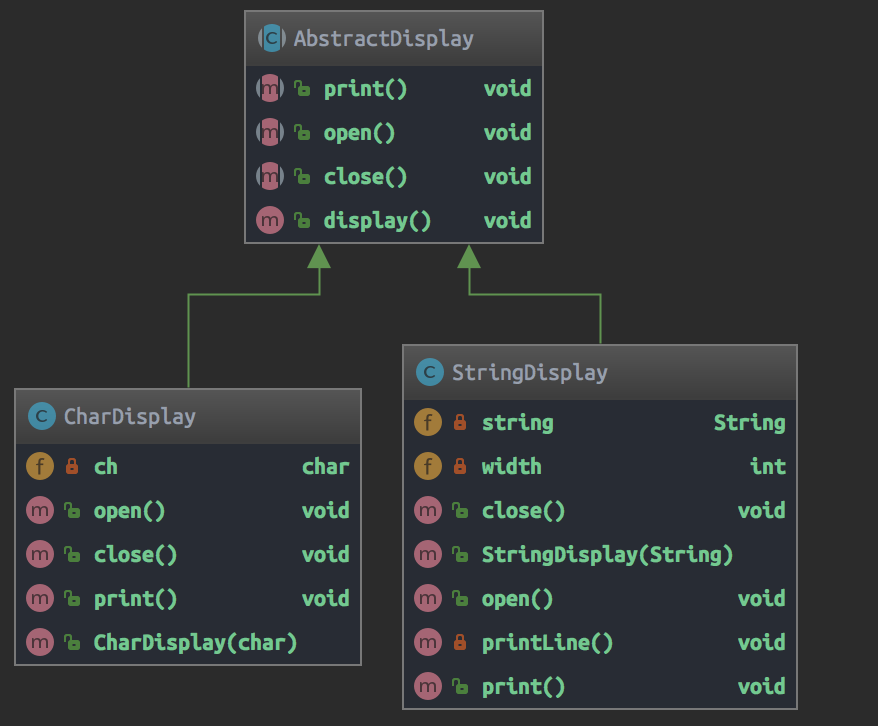 AbstractDisplay
print() void
open() void
close() void
display() void
CharDisplay
ch char
open() void
close() void
print() void
CharDisplay(char)
StringDisplay
string String
width int
close() void
StringDisplay(String)
open() void
printLine() void
print() void